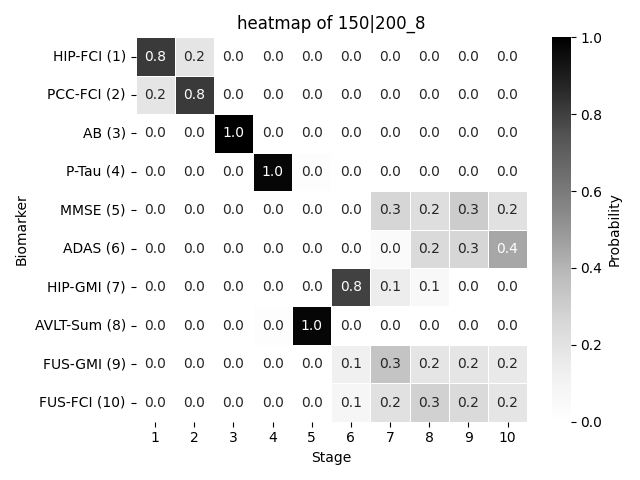 heatmap of 150|200_8
HIP-FCI (1) 0.8 0.2 0.0 0.0 0.0 0.0 0.0 0.0 0.0 0.0
PCC-FCI (2) 0.2 0.8 0.0 0.0 0.0 0.0 0.0 0.0 0.0 0.0
AB (3) 0.0 0.0 1.0 0.0 0.0 0.0 0.0 0.0 0.0 0.0
P-Tau (4) 0.0 0.0 0.0 1.0 0.0 0.0 0.0 0.0 0.0 0.0
MMSE (5) 0.0 0.0 0.0 0.0 0.0 0.0 0.3 0.2 0.3 0.2
ADAS (6) 0.0 0.0 0.0 0.0 0.0 0.0 0.0 0.2 0.3 0.4
HIP-GMI (7) 0.0 0.0 0.0 0.0 0.0 0.8 0.1 0.1 0.0 0.0
AVLT-Sum (8) 0.0 0.0 0.0 0.0 1.0 0.0 0.0 0.0 0.0 0.0
FUS-GMI (9) 0.0 0.0 0.0 0.0 0.0 0.1 0.3 0.2 0.2 0.2
FUS-FCI (10) 0.0 0.0 0.0 0.0 0.0 0.1 0.2 0.3 0.2 0.2
1 2 3 4 5 6 7 8 9 10
Stage
Biomarker
1.0
0.8
0.6
0.4
0.2
0.0
Probability